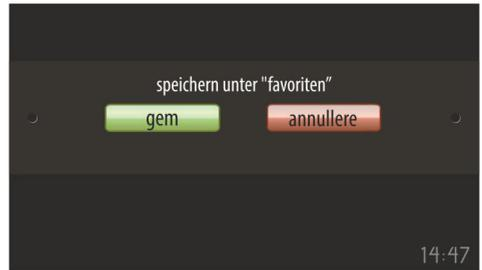 speichern unter "favoriten”
gem annullere
14:47